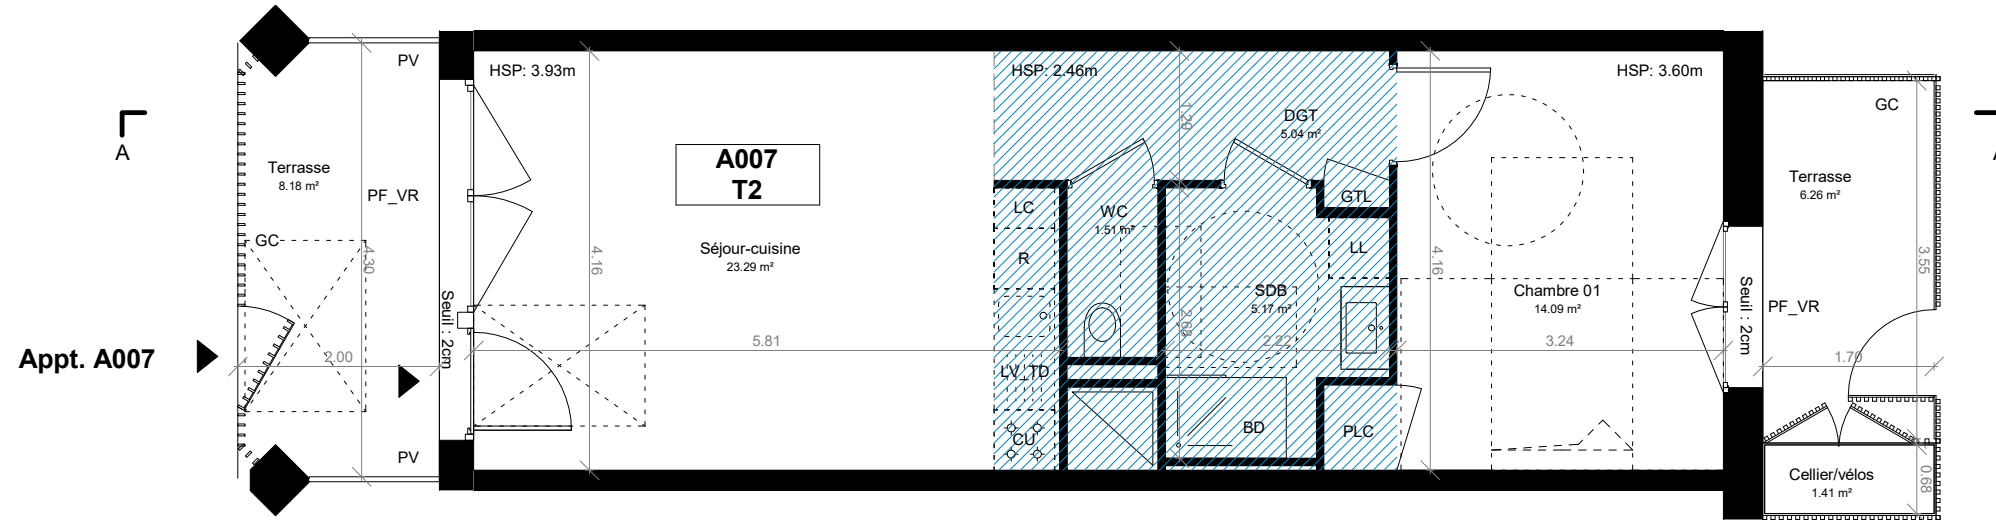 PV
HSP: 3.93m
HSP: 2.46m
HSP: 3.60m
GC
A
A007
T2
1.29
DGT
5.04 m²
Terrasse
8.18 m²
PF_VR
LC
WC
1.51 m²
GTL
Terrasse
6.26 m²
GC
4.30
4.16
Séjour-cuisine
23.29 m²
R
LL
4.16
3.55
SDB
5.17 m²
Chambre 01
14.09 m²
PF_VR
Seuil : 2cm
Seuil : 2cm
2.68
Appt. A007
2.00
5.81
2.22
3.24
1.70
LV_TD
CU
BD
PLC
PV
Cellier/vélos
1.41 m²
0.68